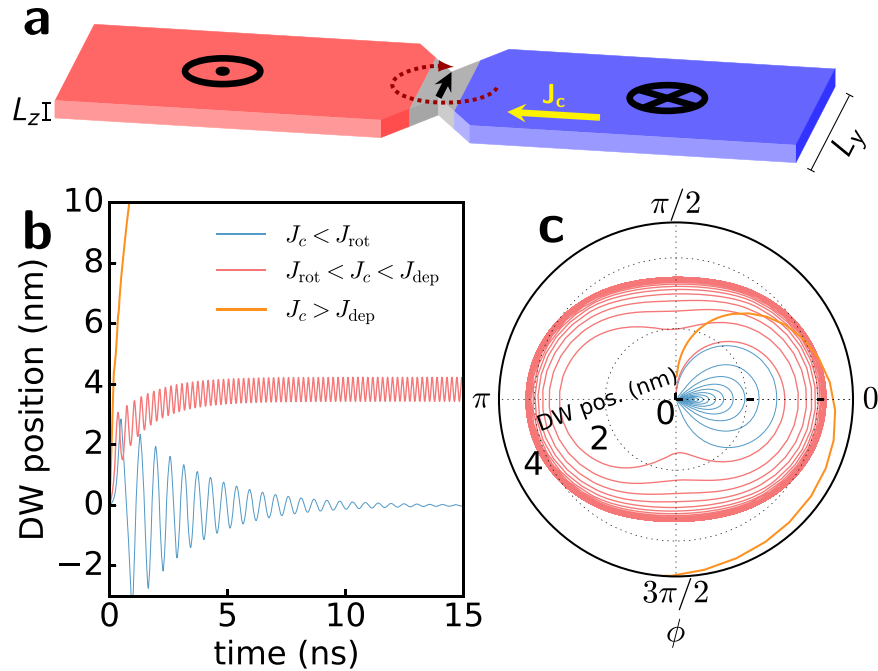 a
L_z
J_c
L_y
b
DW position (nm)
10
8
6
4
2
0
−2
J_c < J_rot
J_rot < J_c < J_dep
J_c > J_dep
0
5
10
15
time (ns)
c
π/2
π
0
3π/2
ϕ
DW pos. (nm)
0
2
4